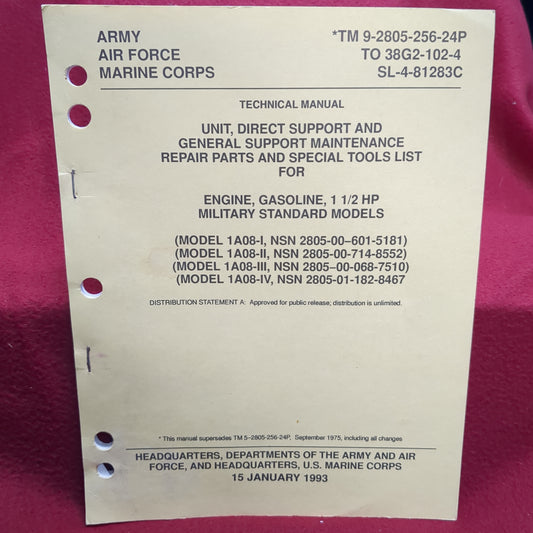 ARMY
AIR FORCE
MARINE CORPS
*TM 9-2805-256-24P
TO 38G2-102-4
SL-4-81283C
TECHNICAL MANUAL
UNIT, DIRECT SUPPORT AND
GENERAL SUPPORT MAINTENANCE
REPAIR PARTS AND SPECIAL TOOLS LIST
FOR
ENGINE, GASOLINE, 1 1/2 HP
MILITARY STANDARD MODELS
(MODEL 1A08-I, NSN 2805-00-601-5181)
(MODEL 1A08-II, NSN 2805-00-714-8552)
(MODEL 1A08-III, NSN 2805-00-068-7510)
(MODEL 1A08-IV, NSN 2805-01-182-8467
DISTRIBUTION STATEMENT A: Approved for public release; distribution is unlimited.
* This manual supersedes TM 5-2805-256-24P, September 1975, including all changes
HEADQUARTERS, DEPARTMENTS OF THE ARMY AND AIR
FORCE, AND HEADQUARTERS, U.S. MARINE CORPS
15 JANUARY 1993